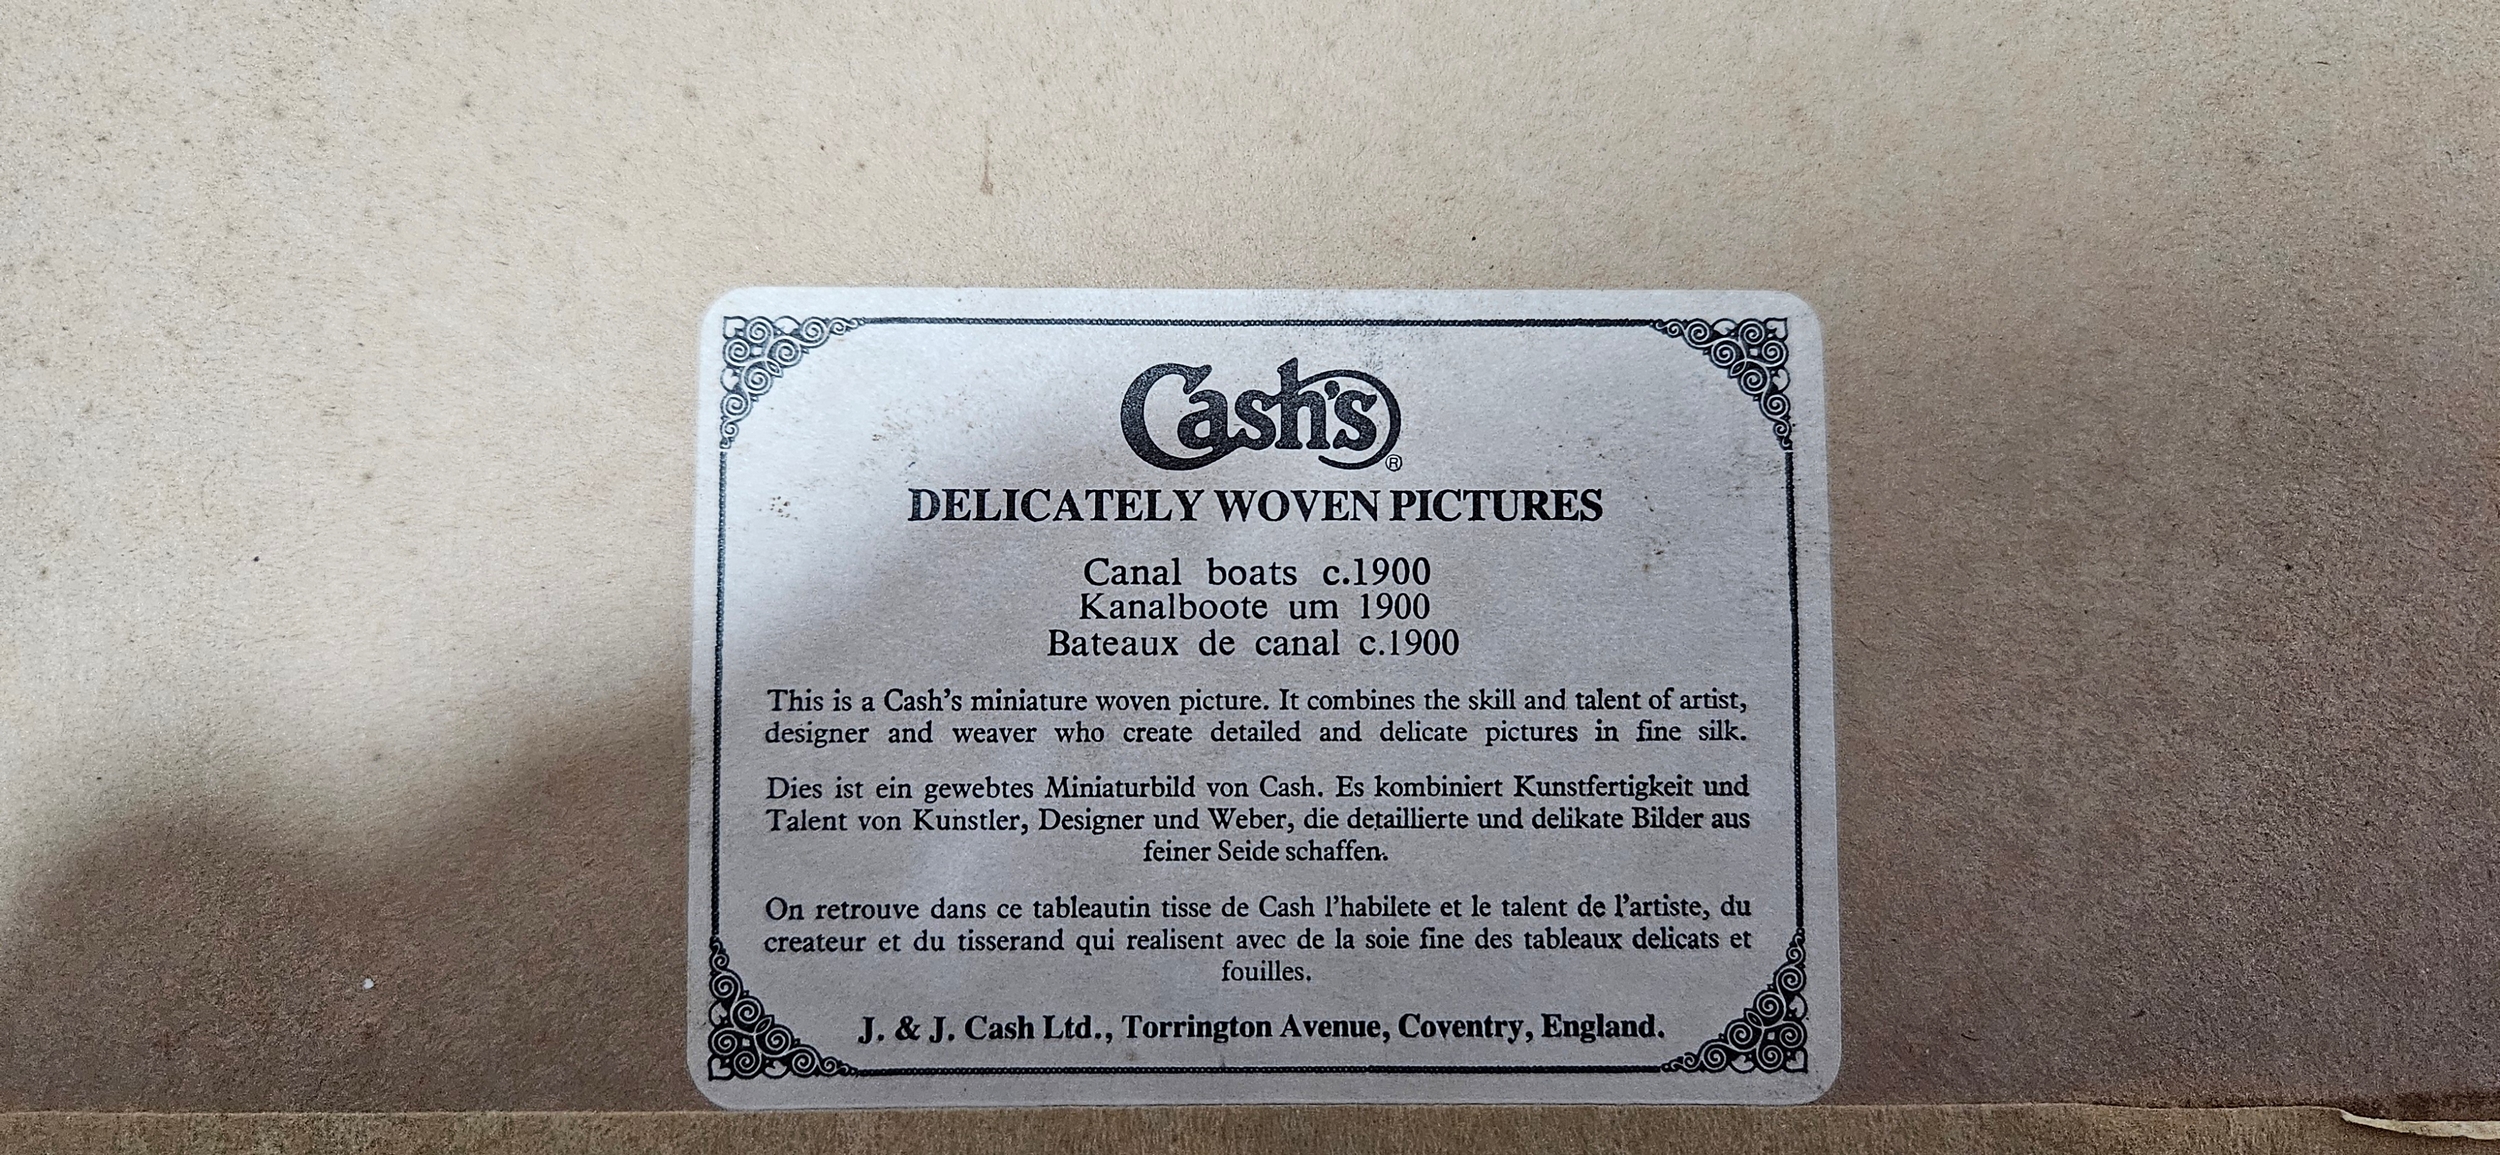 Cash's®
DELICATELY WOVEN PICTURES
Canal boats c.1900
Kanalboote um 1900
Bateaux de canal c.1900
This is a Cash's miniature woven picture. It combines the skill and talent of artist,
designer and weaver who create detailed and delicate pictures in fine silk.
Dies ist ein gewebtes Miniaturbild von Cash. Es kombiniert Kunstfertigkeit und
Talent von Kunstler, Designer und Weber, die detaillierte und delikate Bilder aus
feiner Seide schaffen.
On retrouve dans ce tableautin tisse de Cash l'habilete et le talent de l'artiste, du
createur et du tisserand qui realisent avec de la soie fine des tableaux delicats et
fouilles.
J. & J. Cash Ltd., Torrington Avenue, Coventry, England.